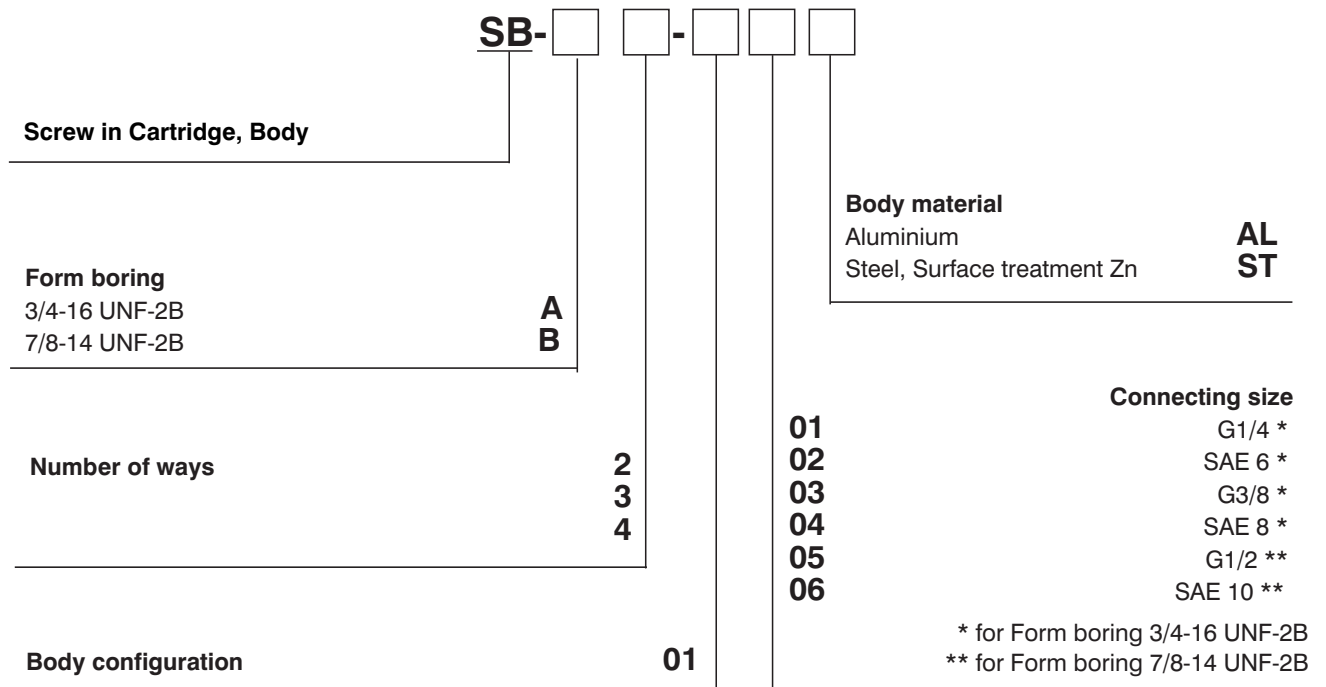 SB- -
Screw in Cartridge, Body
Body material
Aluminium AL
Steel, Surface treatment Zn ST
Form boring
3/4-16 UNF-2B A
7/8-14 UNF-2B B
Connecting size
01 G1/4 *
02 SAE 6 *
03 G3/8 *
04 SAE 8 *
05 G1/2 **
06 SAE 10 **
* for Form boring 3/4-16 UNF-2B
** for Form boring 7/8-14 UNF-2B
Number of ways 2
3
4
Body configuration 01